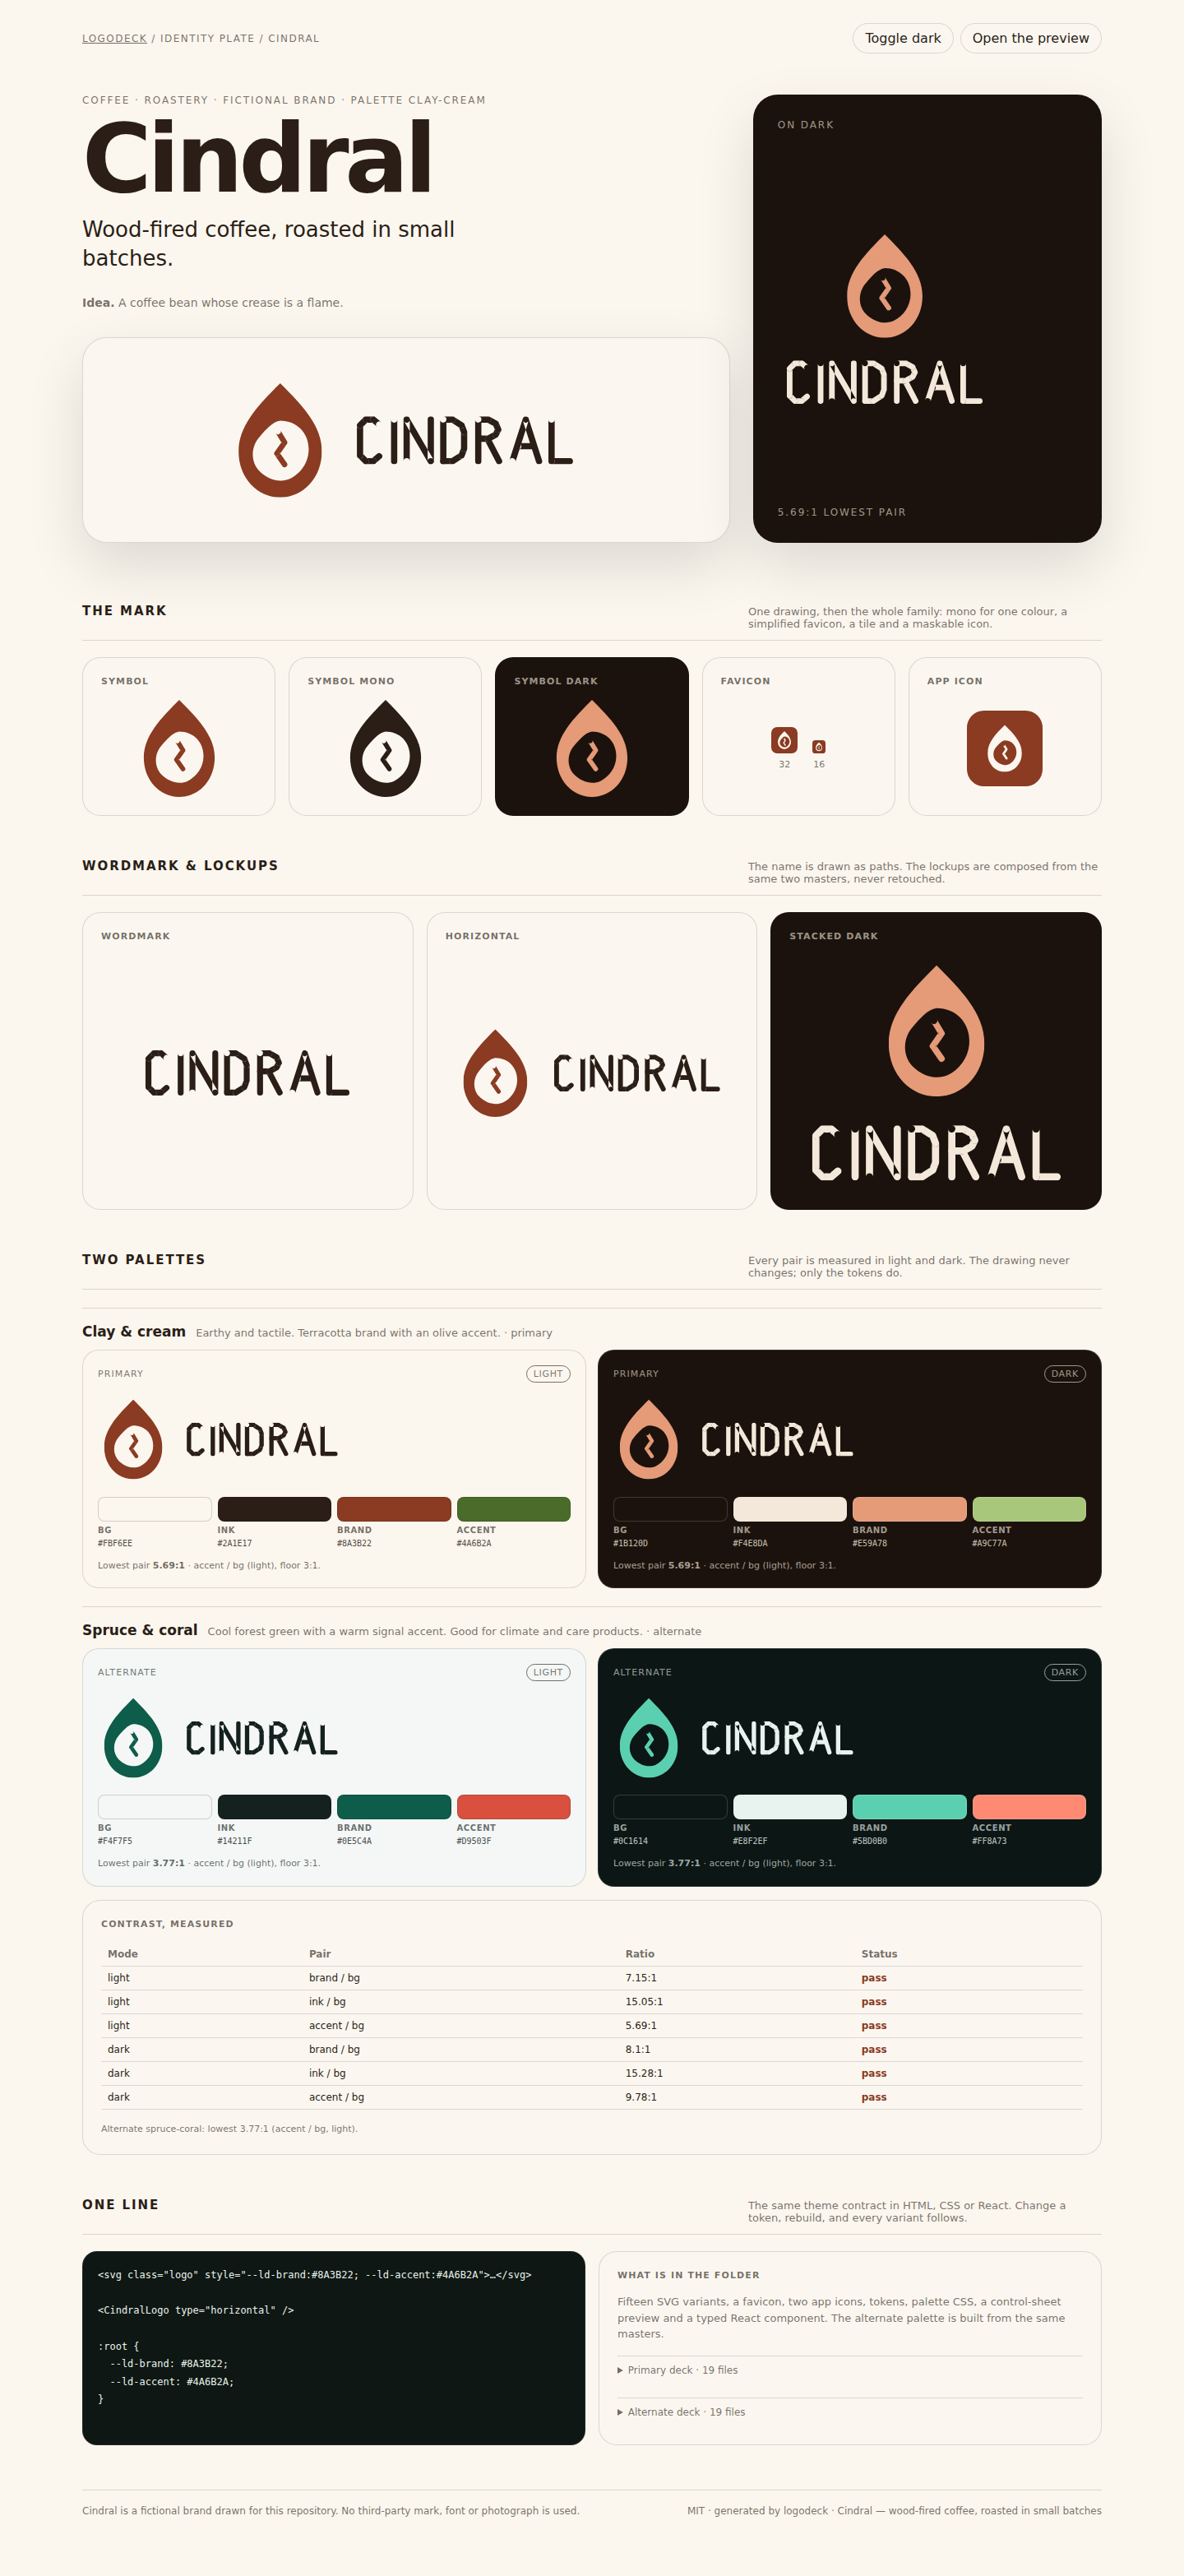 LOGODECK / IDENTITY PLATE / CINDRAL
Toggle dark
Open the preview
COFFEE · ROASTERY · FICTIONAL BRAND · PALETTE CLAY-CREAM
Cindral
Wood-fired coffee, roasted in small
batches.
Idea. A coffee bean whose crease is a flame.
CINDRAL
ON DARK
CINDRAL
5.69:1 LOWEST PAIR
THE MARK
One drawing, then the whole family: mono for one colour, a
simplified favicon, a tile and a maskable icon.
SYMBOL
SYMBOL MONO
SYMBOL DARK
FAVICON
32
16
APP ICON
WORDMARK & LOCKUPS
The name is drawn as paths. The lockups are composed from the
same two masters, never retouched.
WORDMARK
CINDRAL
HORIZONTAL
CINDRAL
STACKED DARK
CINDRAL
TWO PALETTES
Every pair is measured in light and dark. The drawing never
changes; only the tokens do.
Clay & cream Earthy and tactile. Terracotta brand with an olive accent. · primary
PRIMARY
LIGHT
CINDRAL
BG INK BRAND ACCENT
#FBF6EE #2A1E17 #8A3B22 #4A6B2A
Lowest pair 5.69:1 · accent / bg (light), floor 3:1.
PRIMARY
DARK
CINDRAL
BG INK BRAND ACCENT
#1B120D #F4E8DA #E59A78 #A9C77A
Lowest pair 5.69:1 · accent / bg (light), floor 3:1.
Spruce & coral Cool forest green with a warm signal accent. Good for climate and care products. · alternate
ALTERNATE
LIGHT
CINDRAL
BG INK BRAND ACCENT
#F4F7F5 #14211F #0E5C4A #D9503F
Lowest pair 3.77:1 · accent / bg (light), floor 3:1.
ALTERNATE
DARK
CINDRAL
BG INK BRAND ACCENT
#0C1614 #E8F2EF #5BD0B0 #FF8A73
Lowest pair 3.77:1 · accent / bg (light), floor 3:1.
CONTRAST, MEASURED
Mode Pair Ratio Status
light brand / bg 7.15:1 pass
light ink / bg 15.05:1 pass
light accent / bg 5.69:1 pass
dark brand / bg 8.1:1 pass
dark ink / bg 15.28:1 pass
dark accent / bg 9.78:1 pass
Alternate spruce-coral: lowest 3.77:1 (accent / bg, light).
ONE LINE
The same theme contract in HTML, CSS or React. Change a
token, rebuild, and every variant follows.
<svg class="logo" style="--ld-brand:#8A3B22; --ld-accent:#4A6B2A">…</svg>
<CindralLogo type="horizontal" />
:root {
--ld-brand: #8A3B22;
--ld-accent: #4A6B2A;
}
WHAT IS IN THE FOLDER
Fifteen SVG variants, a favicon, two app icons, tokens, palette CSS, a control-sheet
preview and a typed React component. The alternate palette is built from the same
masters.
Primary deck · 19 files
Alternate deck · 19 files
Cindral is a fictional brand drawn for this repository. No third-party mark, font or photograph is used.
MIT · generated by logodeck · Cindral — wood-fired coffee, roasted in small batches